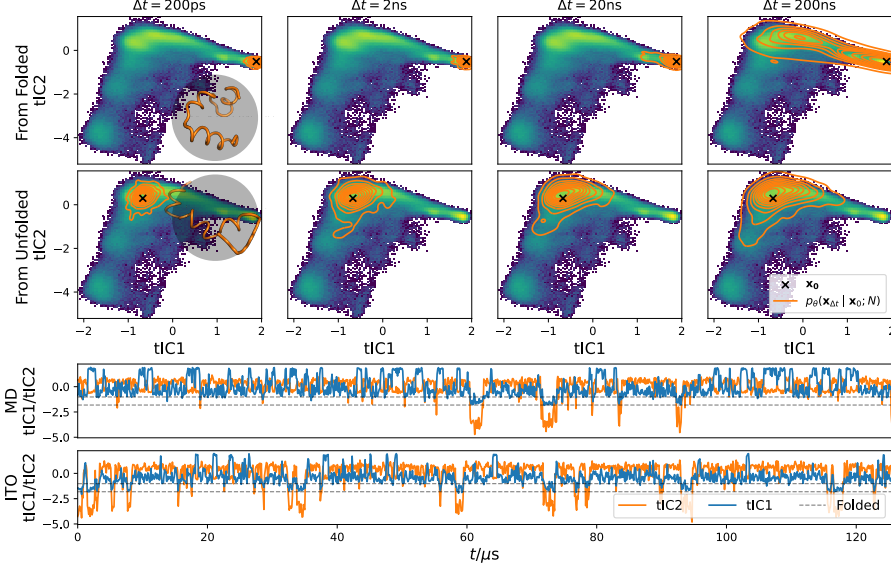 Δt = 200ps Δt = 2ns Δt = 20ns Δt = 200ns
From Folded
tIC2
0
−2
−4
From Unfolded
tIC2
0
−2
−4
x₀
pθ(xΔt | x₀; N)
−2 −1 0 1 2 −2 −1 0 1 2 −2 −1 0 1 2 −2 −1 0 1 2
tIC1 tIC1 tIC1 tIC1
MD
tIC1/tIC2
0.0
−2.5
−5.0
ITO
tIC1/tIC2
0.0
−2.5
−5.0
tIC2 tIC1 Folded
0 20 40 60 80 100 120
t/μs